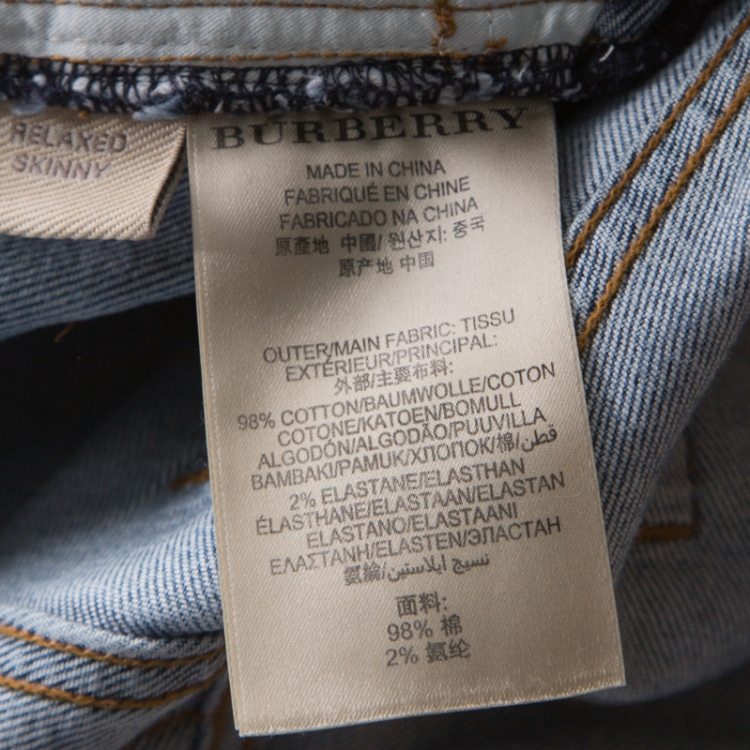 RELAXED
SKINNY
BURBERRY
MADE IN CHINA
FABRIQUÉ EN CHINE
FABRICADO NA CHINA
原產地 中國/ 원산지: 중국
原产地 中国
OUTER/MAIN FABRIC: TISSU
EXTÉRIEUR/PRINCIPAL:
外部/主要布料:
98% COTTON/BAUMWOLLE/COTON
COTONE/KATOEN/BOMULL
ALGODÓN/ALGODÃO/PUUVILLA
BAMBAKI/PAMUK/ХЛОПОК/棉/قطن
2% ELASTANE/ELASTHAN
ÉLASTHANE/ELASTAAN/ELASTAN
ELASTANO/ELASTAANI
ΕΛΑΣΤΑΝΗ/ELASTEN/ЭЛАСТАН
氨綸/نسيج ايلاستين
面料:
98% 棉
2% 氨纶